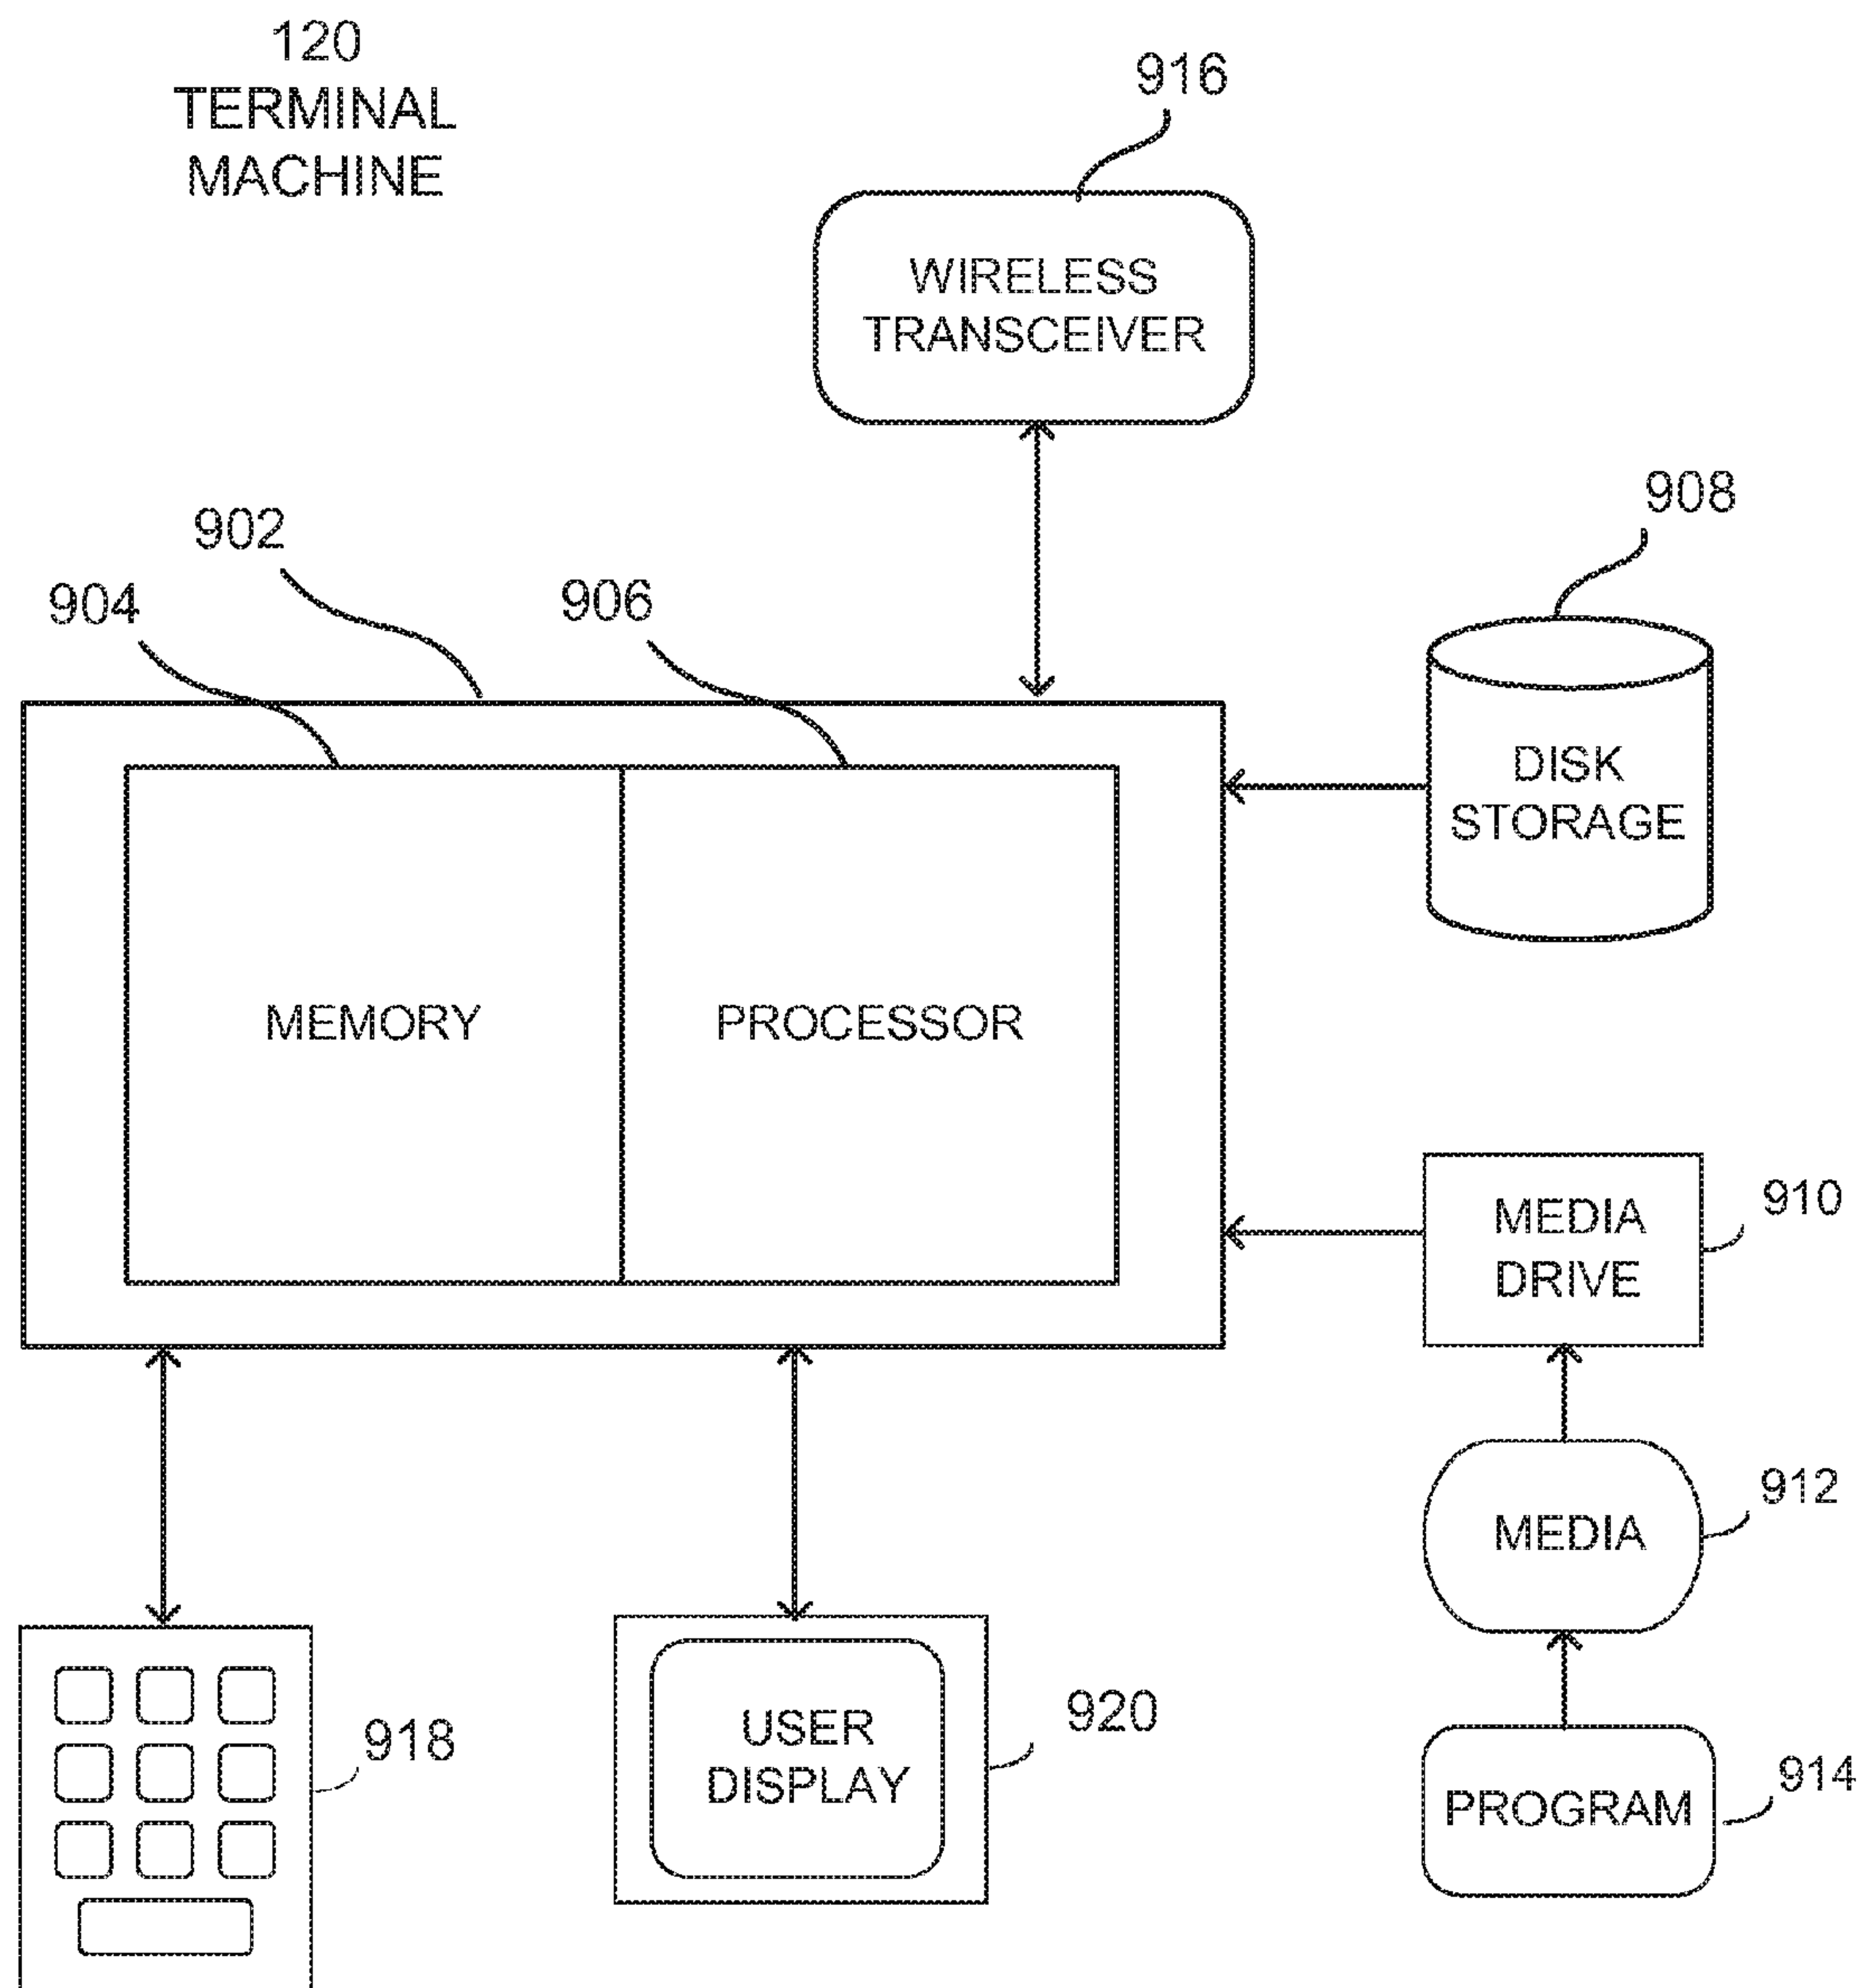 120
TERMINAL
MACHINE
916
WIRELESS
TRANSCEIVER
908
902
904
906
DISK
STORAGE
MEMORY
PROCESSOR
910
MEDIA
DRIVE
912
MEDIA
918
USER
DISPLAY
920
PROGRAM
914